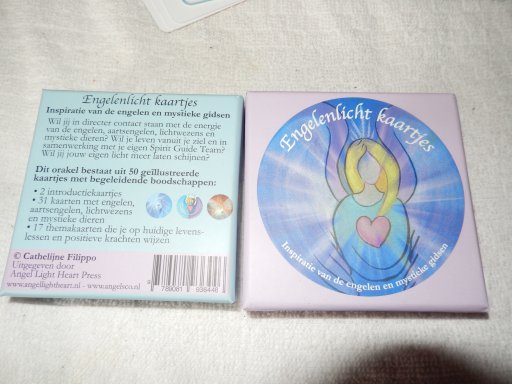 Engelenlicht kaartjes
Inspiratie van de engelen en mystieke gidsen
Wil jij in directer contact staan met de energie
van de engelen, aartsengelen, lichtwezens en
mystieke dieren? Wil je leven vanuit je ziel en in
samenwerking met je eigen Spirit Guide Team?
Wil jij jouw eigen licht meer laten schijnen?
Dit orakel bestaat uit 50 geïllustreerde
kaartjes met begeleidende boodschappen:
• 2 introductiekaartjes
• 31 kaarten met engelen,
aartsengelen, lichtwezens
en mystieke dieren
• 17 themakaarten die je op huidige levens-
lessen en positieve krachten wijzen
© Cathelijne Filippo
Uitgegeven door
Angel Light Heart Press
www.angellightheart.nl - www.angelsco.nl
9 789081 938448
Engelenlicht kaartjes
Inspiratie van de engelen en mystieke gidsen